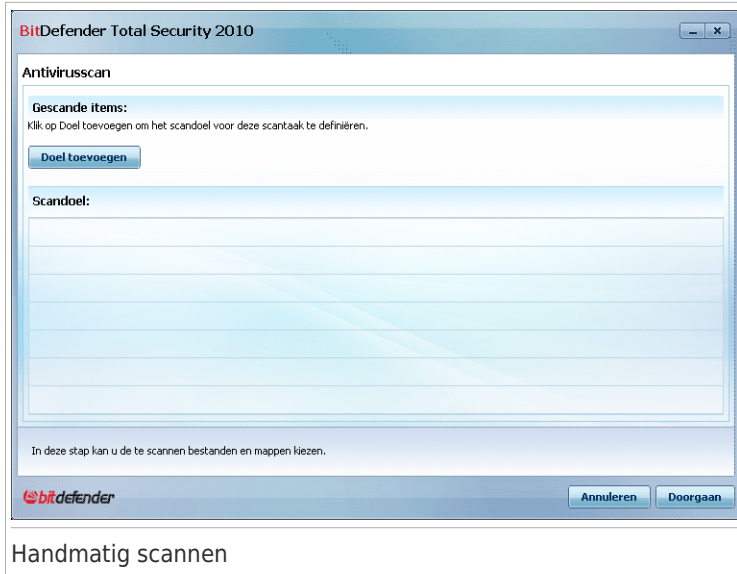 BitDefender Total Security 2010
Antivirusscan
Gescande items:
Klik op Doel toevoegen om het scandoel voor deze scantaak te definiëren.
Doel toevoegen
Scandoel:
In deze stap kan u de te scannen bestanden en mappen kiezen.
bitdefender
Annuleren Doorgaan
Handmatig scannen